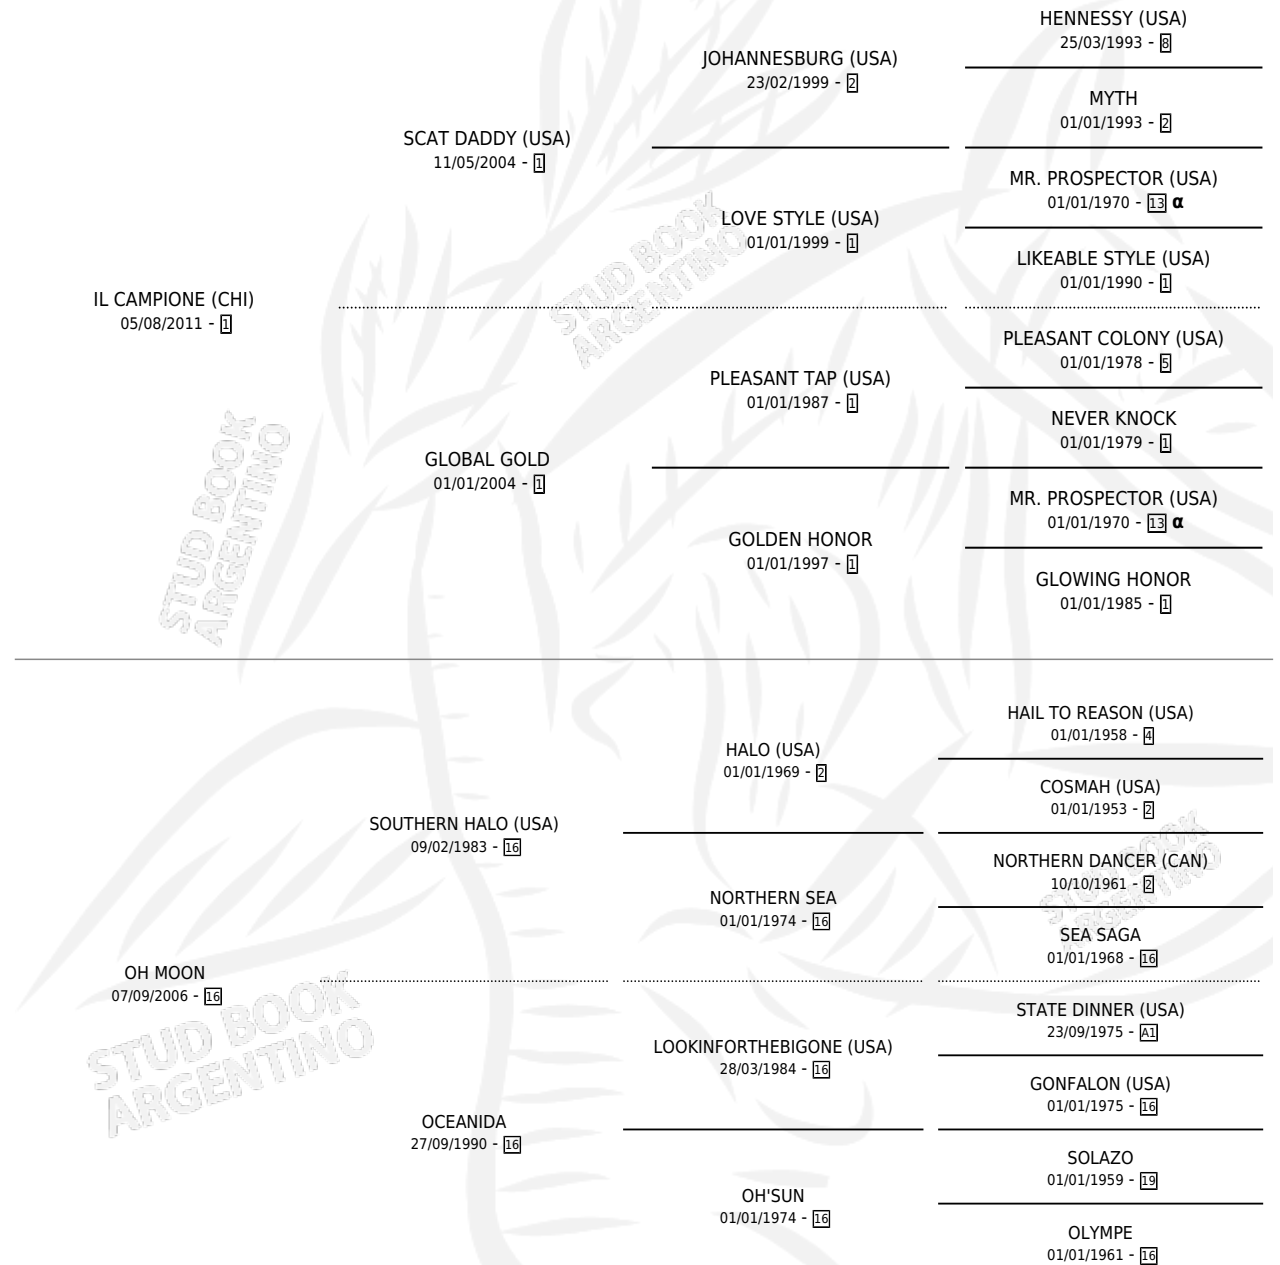 HENNESSY (USA)
25/03/1993 - 8
JOHANNESBURG (USA)
23/02/1999 - 2
MYTH
01/01/1993 - 2
SCAT DADDY (USA)
11/05/2004 - 1
MR. PROSPECTOR (USA)
01/01/1970 - 13 α
LOVE STYLE (USA)
01/01/1999 - 1
LIKEABLE STYLE (USA)
01/01/1990 - 1
STUD BOOK
ARGENTINO
IL CAMPIONE (CHI)
05/08/2011 - 1
PLEASANT COLONY (USA)
01/01/1978 - 5
PLEASANT TAP (USA)
01/01/1987 - 1
NEVER KNOCK
01/01/1979 - 1
GLOBAL GOLD
01/01/2004 - 1
MR. PROSPECTOR (USA)
01/01/1970 - 13 α
GOLDEN HONOR
01/01/1997 - 1
GLOWING HONOR
01/01/1985 - 1
STUD BOOK
ARGENTINO
HAIL TO REASON (USA)
01/01/1958 - 4
HALO (USA)
01/01/1969 - 2
COSMAH (USA)
01/01/1953 - 2
SOUTHERN HALO (USA)
09/02/1983 - 16
NORTHERN DANCER (CAN)
10/10/1961 - 2
NORTHERN SEA
01/01/1974 - 16
SEA SAGA
01/01/1968 - 16
STUD BOOK
ARGENTINO
OH MOON
07/09/2006 - 16
STATE DINNER (USA)
23/09/1975 - A1
LOOKINFORTHEBIGONE (USA)
28/03/1984 - 16
GONFALON (USA)
01/01/1975 - 16
OCEANIDA
27/09/1990 - 16
SOLAZO
01/01/1959 - 19
OH'SUN
01/01/1974 - 16
OLYMPE
01/01/1961 - 16
STUD BOOK
ARGENTINO